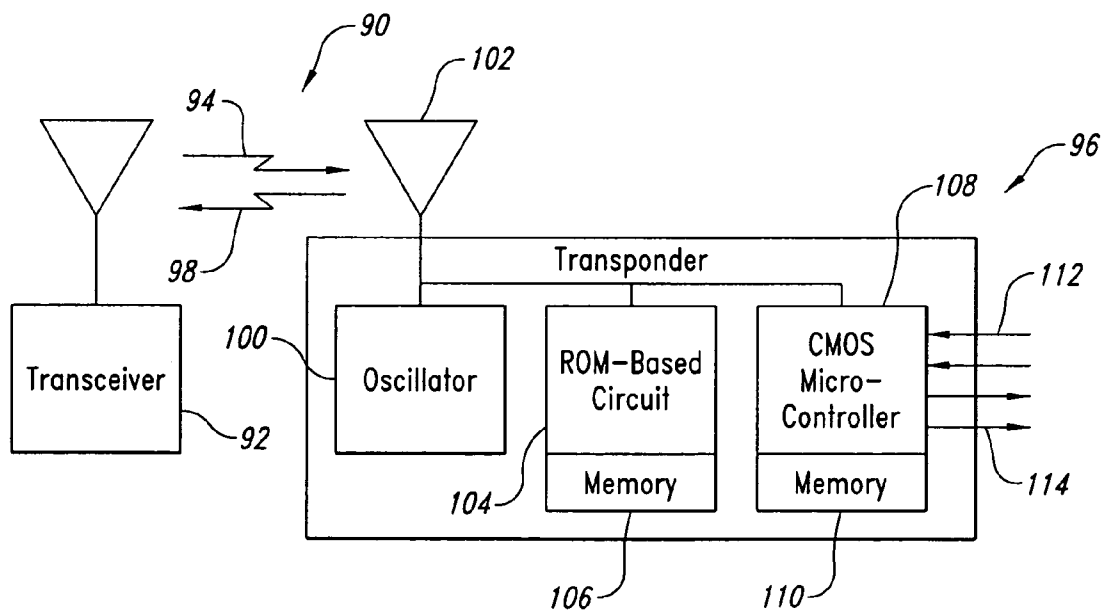 90
102
94
96
108
98
Transponder
112
100
Transceiver
Oscillator
ROM-Based
Circuit
CMOS
Micro-
Controller
92
104
Memory
Memory
114
106
110